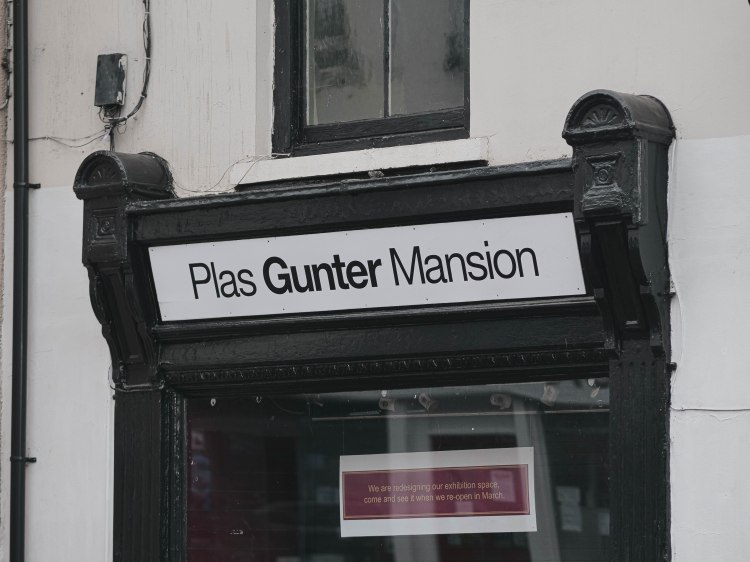 Plas Gunter Mansion
We are redesigning our exhibition space,
come and see it when we re-open in March.